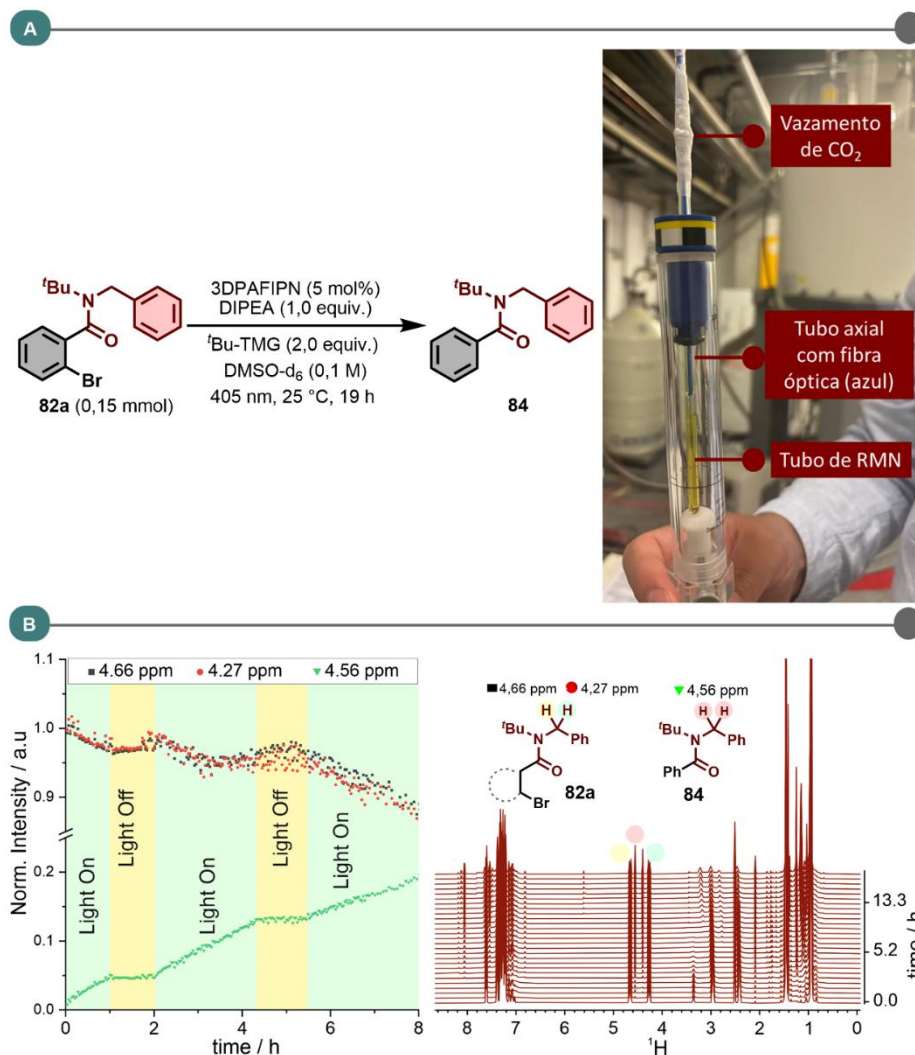 A
tBu
N
O
Br
82a (0,15 mmol)
3DPAFIPN (5 mol%)
DIPEA (1,0 equiv.)
tBu-TMG (2,0 equiv.)
DMSO-d6 (0,1 M)
405 nm, 25 °C, 19 h
tBu
N
O
84
Vazamento
de CO2
Tubo axial
com fibra
óptica (azul)
Tubo de RMN
B
4.66 ppm 4.27 ppm 4.56 ppm
Norm. Intensity / a.u
1.1
1.0
0.9
0.2
0.1
0.0
Light On
Light Off
Light On
Light Off
Light On
0 2 4 6 8
time / h
4,66 ppm 4,27 ppm
H H
tBu
N
Ph
O
Br
82a
4,56 ppm
H H
tBu
N
Ph
Ph
O
84
13.3
5.2
0.0
time / h
8 7 6 5 4 3 2 1 0
1H